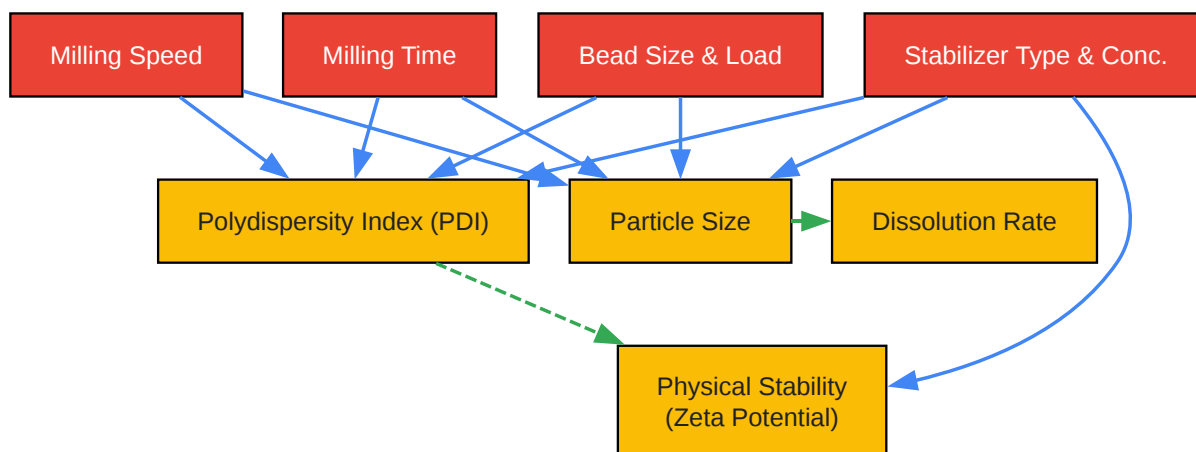 Milling Speed
Milling Time
Bead Size & Load
Stabilizer Type & Conc.
Polydispersity Index (PDI)
Particle Size
Dissolution Rate
Physical Stability
(Zeta Potential)